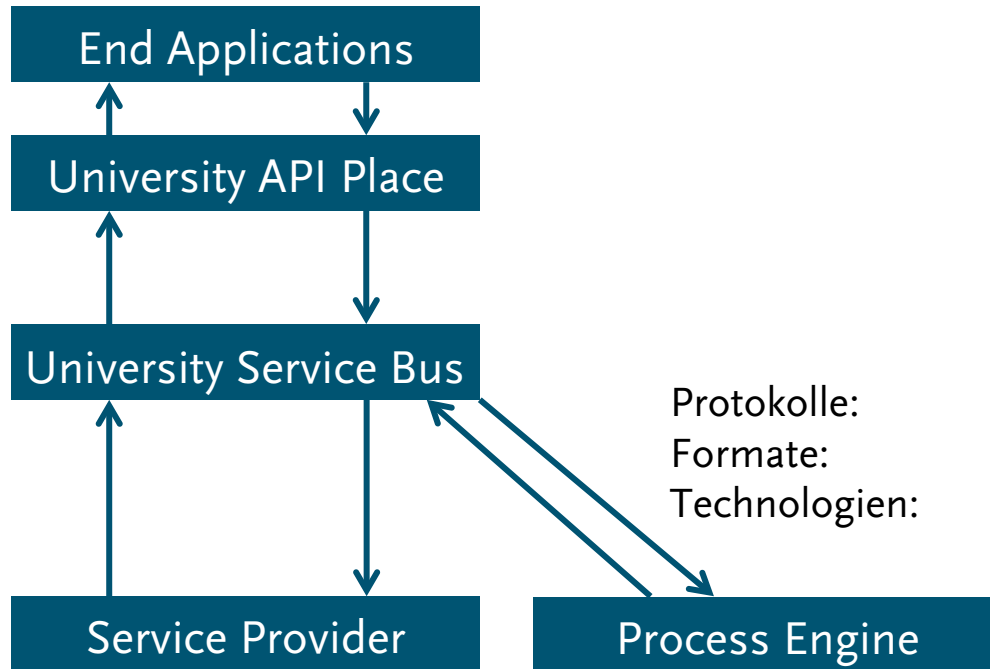 End Applications
University API Place
University Service Bus
Protokolle:
Formate:
Technologien:
Service Provider
Process Engine